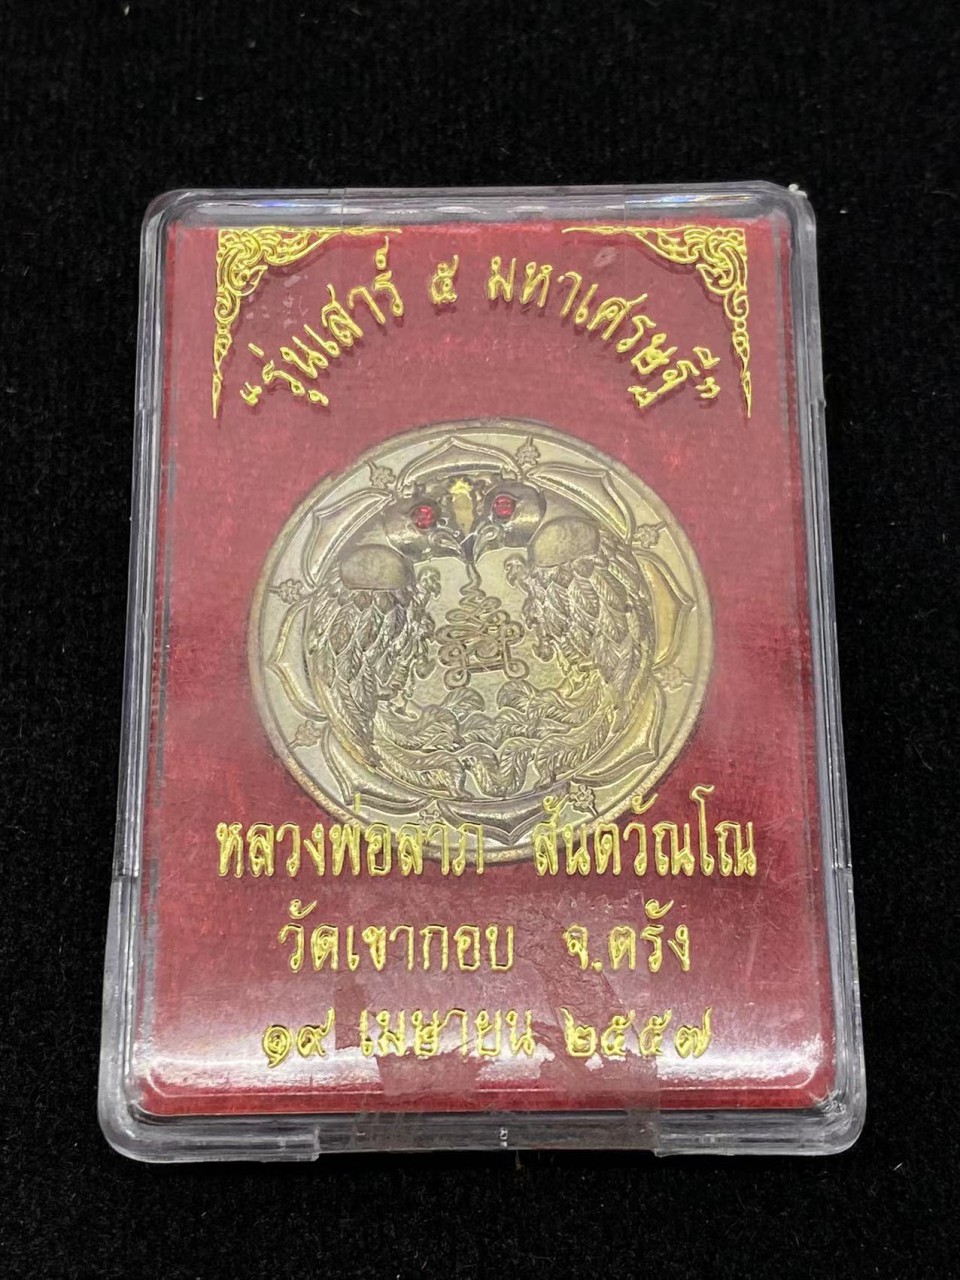 "รุ่นเสาร์ ๕ มหาเศรษฐี"
หลวงพ่อลาภ สันตวัณโณ
วัดเขากอบ จ.ตรัง
๑๙ เมษายน ๒๕๕๗